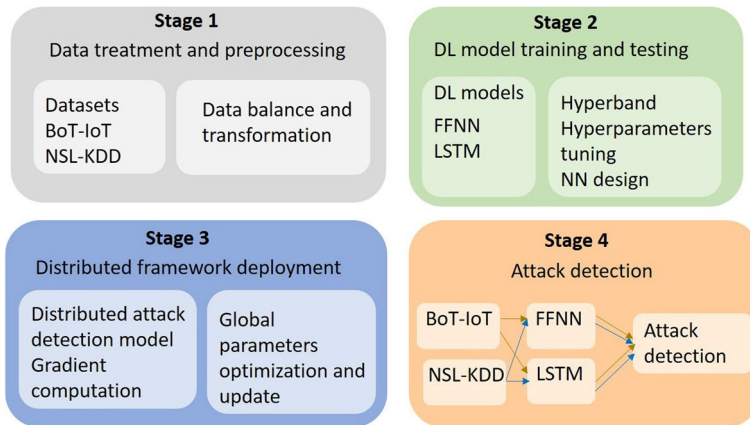 Stage 1
Data treatment and preprocessing
Datasets
BoT-IoT
NSL-KDD
Data balance and
transformation
Stage 2
DL model training and testing
DL models
FFNN
LSTM
Hyperband
Hyperparameters
tuning
NN design
Stage 3
Distributed framework deployment
Distributed attack
detection model
Gradient
computation
Global
parameters
optimization and
update
Stage 4
Attack detection
BoT-IoT
NSL-KDD
FFNN
LSTM
Attack
detection